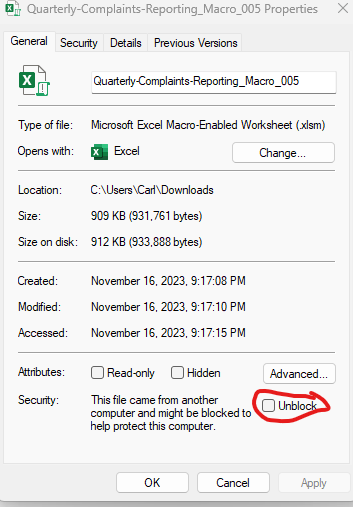 Quarterly-Complaints-Reporting_Macro_005 Properties
General Security Details Previous Versions
Quarterly-Complaints-Reporting_Macro_005
Type of file: Microsoft Excel Macro-Enabled Worksheet (.xlsm)
Opens with: Excel Change...
Location: C:\Users\Carl\Downloads
Size: 909 KB (931,761 bytes)
Size on disk: 912 KB (933,888 bytes)
Created: November 16, 2023, 9:17:08 PM
Modified: November 16, 2023, 9:17:10 PM
Accessed: November 16, 2023, 9:17:15 PM
Attributes: Read-only Hidden Advanced...
Security: This file came from another
computer and might be blocked to Unblock
help protect this computer.
OK Cancel Apply